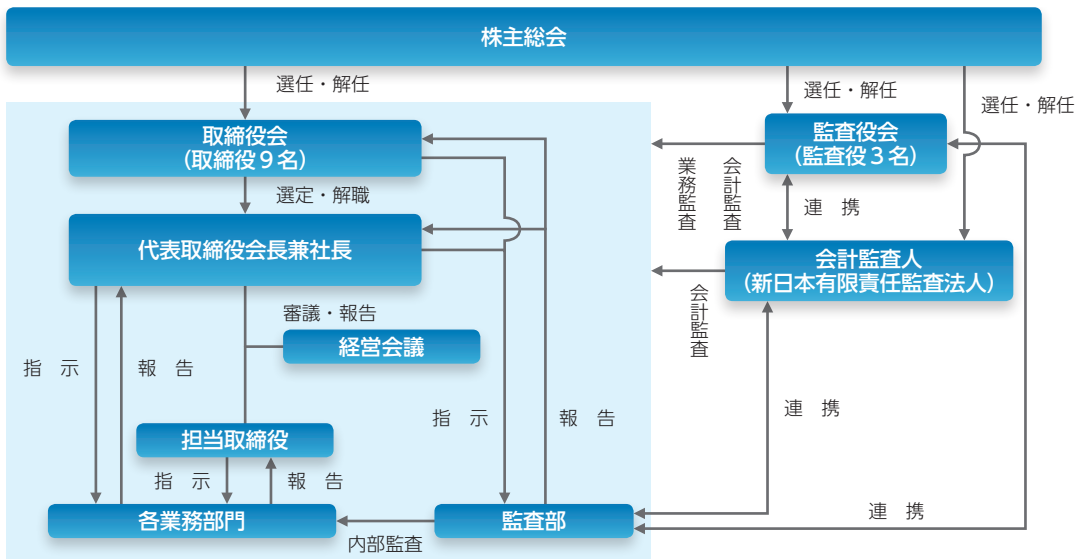 株主総会
選任・解任
選任・解任
選任・解任
取締役会
（取締役９名）
監査役会
（監査役３名）
選定・解職
業務監査
会計監査
連　携
代表取締役会長兼社長
会計監査人
（新日本有限責任監査法人）
会計監査
審議・報告
経営会議
指　示
報　告
指　示
報　告
連　携
担当取締役
指　示
報　告
各業務部門
内部監査
監査部
連　携